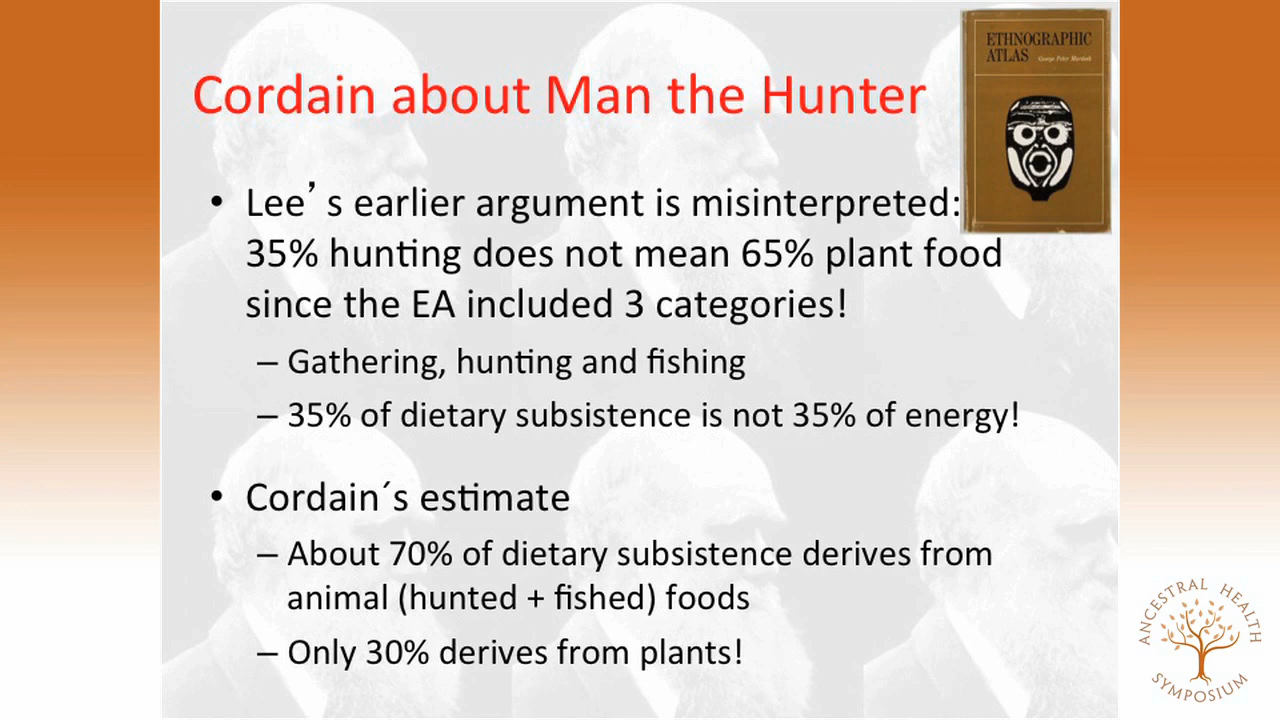 Cordain about Man the Hunter
ETHNOGRAPHIC
ATLAS George Peter Murdock
• Lee’s earlier argument is misinterpreted:
35% hunting does not mean 65% plant food
since the EA included 3 categories!
– Gathering, hunting and fishing
– 35% of dietary subsistence is not 35% of energy!
• Cordain´s estimate
– About 70% of dietary subsistence derives from
animal (hunted + fished) foods
– Only 30% derives from plants!
ANCESTRAL HEALTH
SYMPOSIUM